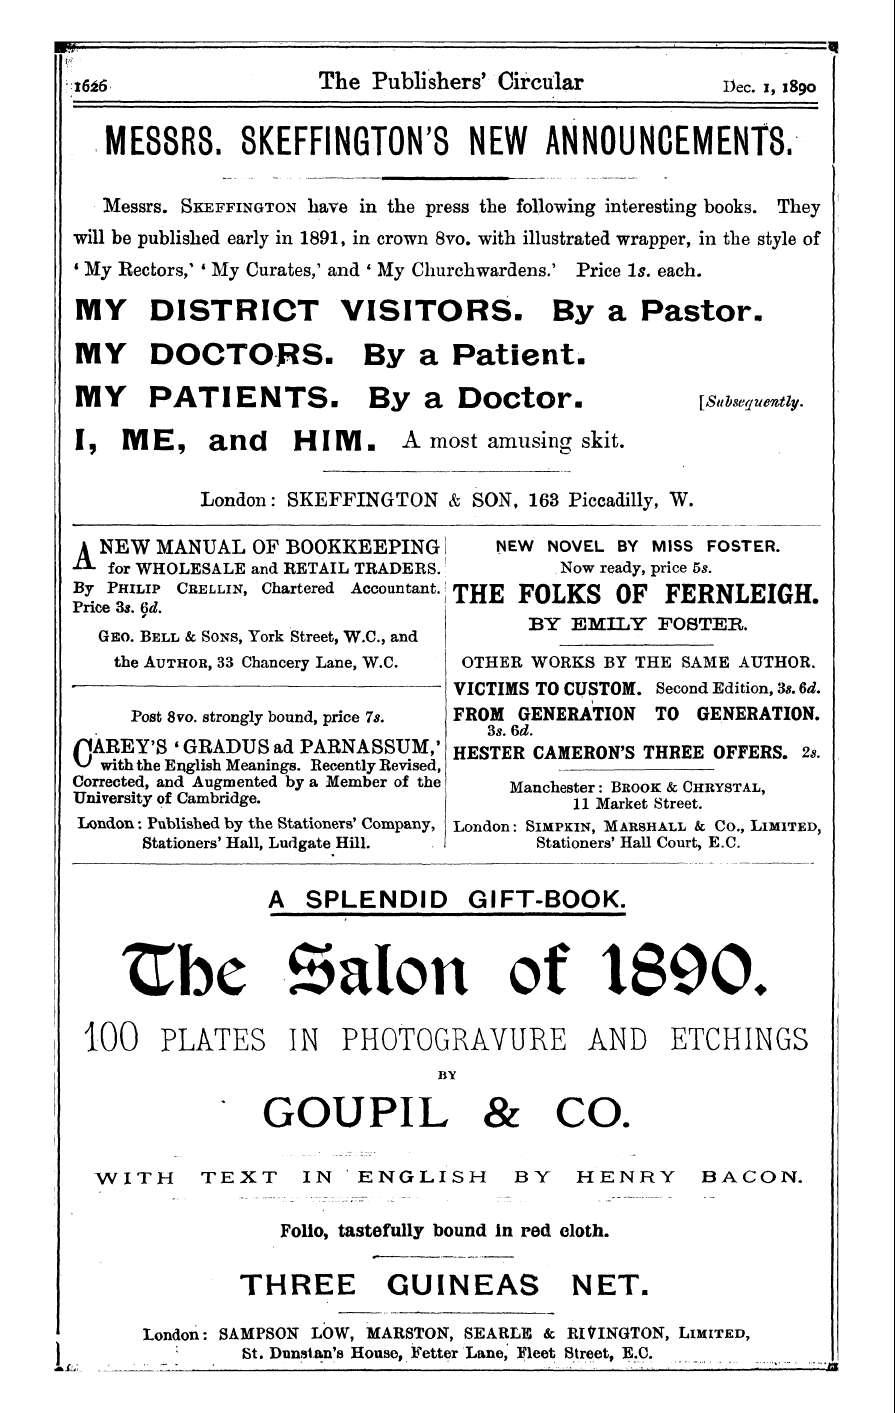 1626 The Publishers' Circular Dec. 1, 1890
MESSRS. SKEFFINGTON'S NEW ANNOUNCEMENTS.
Messrs. SKEFFINGTON have in the press the following interesting books. They
will be published early in 1891, in crown 8vo. with illustrated wrapper, in the style of
' My Rectors,' ' My Curates,' and ' My Churchwardens.' Price 1s. each.
MY DISTRICT VISITORS. By a Pastor.
MY DOCTORS. By a Patient.
MY PATIENTS. By a Doctor. [Subsequently.
I, ME, and HIM. A most amusing skit.
London: SKEFFINGTON & SON, 163 Piccadilly, W.
A NEW MANUAL OF BOOKKEEPING
for WHOLESALE and RETAIL TRADERS.
By PHILIP CRELLIN, Chartered Accountant.
Price 3s. 6d.
GEO. BELL & SONS, York Street, W.C., and
the AUTHOR, 33 Chancery Lane, W.C.
Post 8vo. strongly bound, price 7s.
CAREY'S ' GRADUS ad PARNASSUM,'
with the English Meanings. Recently Revised,
Corrected, and Augmented by a Member of the
University of Cambridge.
London: Published by the Stationers' Company,
Stationers' Hall, Ludgate Hill.
NEW NOVEL BY MISS FOSTER.
Now ready, price 5s.
THE FOLKS OF FERNLEIGH.
BY EMILY FOSTER.
OTHER WORKS BY THE SAME AUTHOR.
VICTIMS TO CUSTOM. Second Edition, 3s. 6d.
FROM GENERATION TO GENERATION.
3s. 6d.
HESTER CAMERON'S THREE OFFERS. 2s.
Manchester: BROOK & CHRYSTAL,
11 Market Street.
London: SIMPKIN, MARSHALL & CO., LIMITED,
Stationers' Hall Court, E.C.
A SPLENDID GIFT-BOOK.
The Salon of 1890.
100 PLATES IN PHOTOGRAVURE AND ETCHINGS
BY
GOUPIL & CO.
WITH TEXT IN ENGLISH BY HENRY BACON.
Folio, tastefully bound in red cloth.
THREE GUINEAS NET.
London: SAMPSON LOW, MARSTON, SEARLE & RIVINGTON, LIMITED,
St. Dunstan's House, Fetter Lane, Fleet Street, E.C.